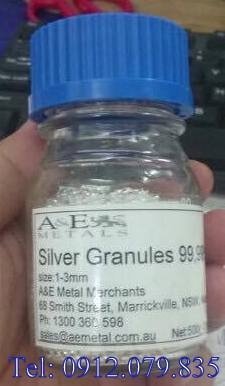 A&E
METALS
Silver Granules 99.99
size:1-3mm
A&E Metal Merchants
68 Smith Street, Marrickville, NSW,
Ph: 1300 360 598
sales@aemetal.com.au Net:500
Tel: 0912.079.835